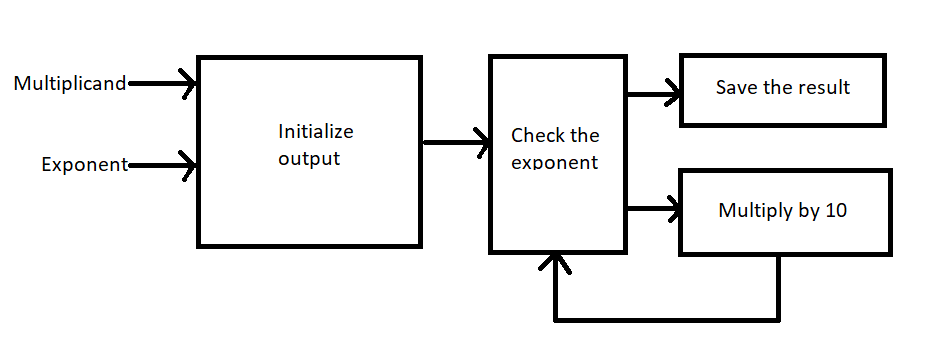 Multiplicand
Exponent
Initialize
output
Check the
exponent
Save the result
Multiply by 10